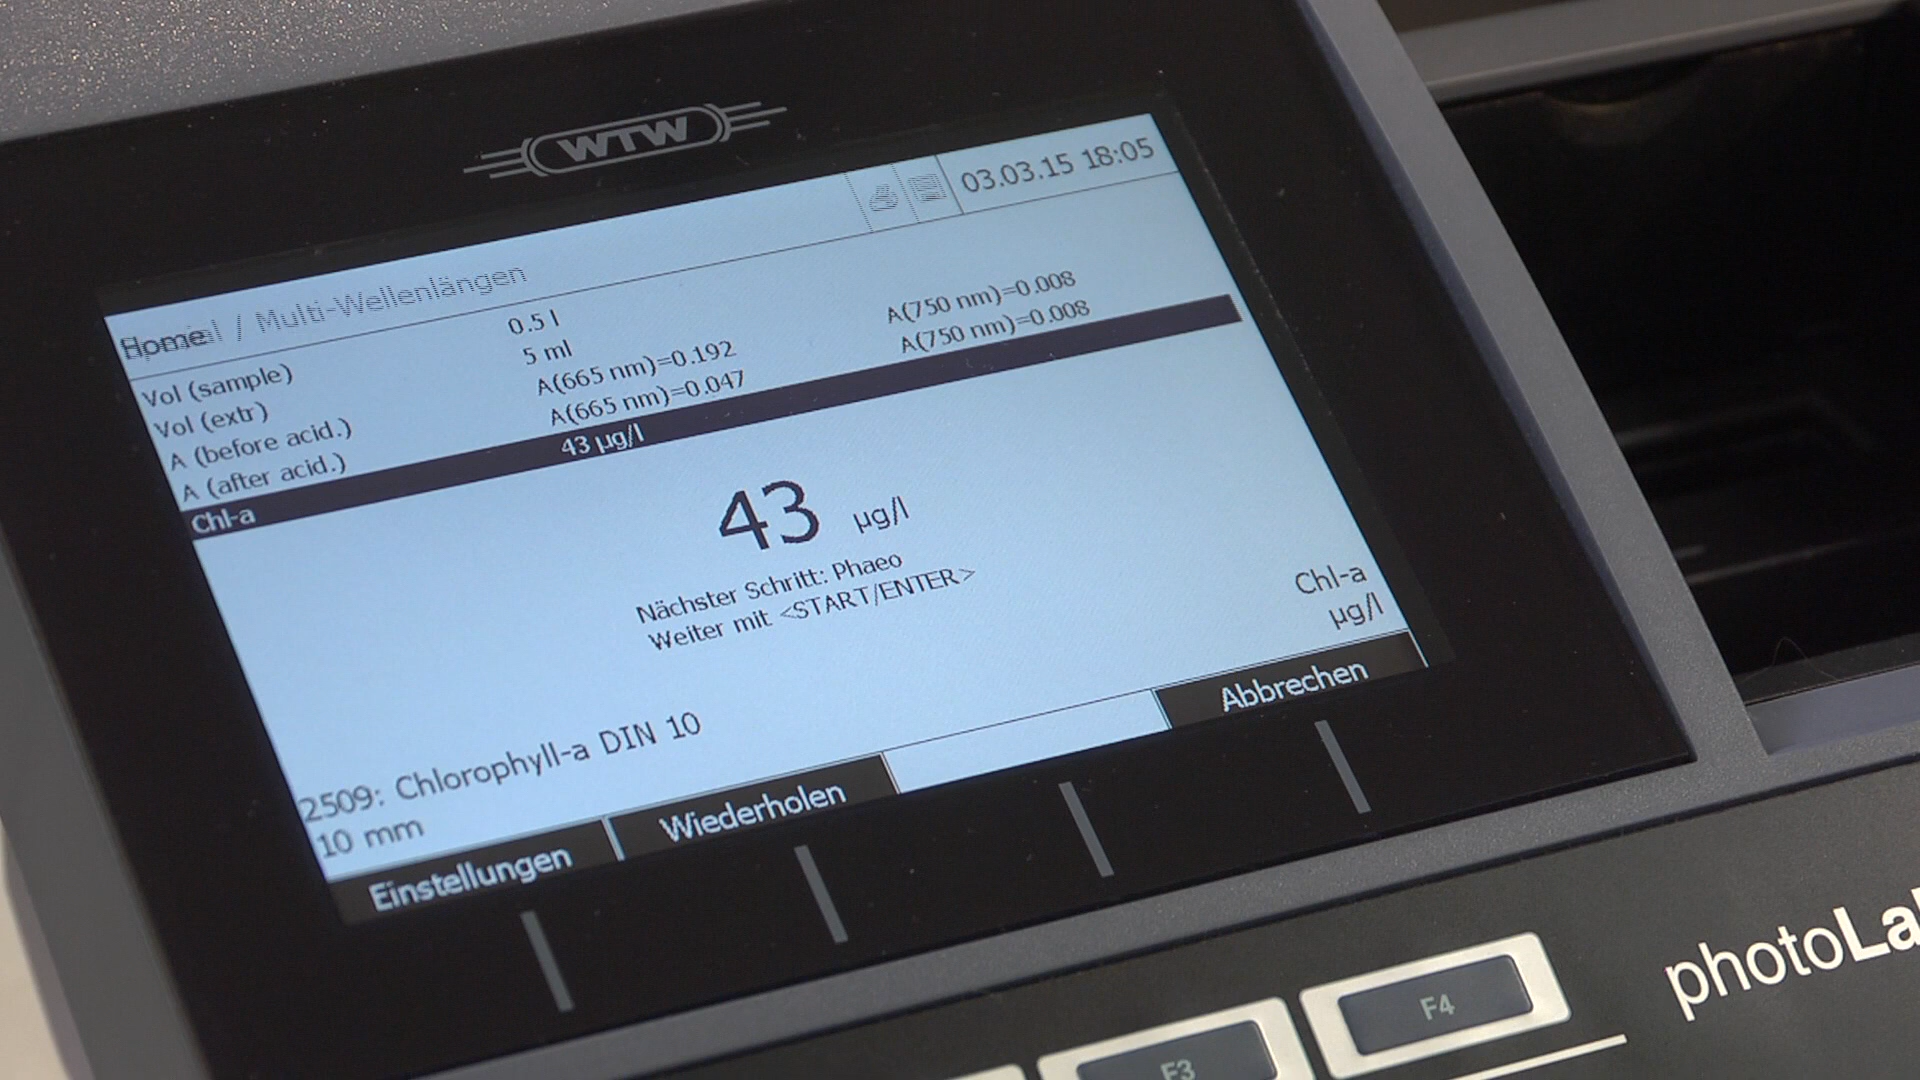 WTW
03.03.15 18:05
Home / Multi-Wellenlängen
Vol (sample) 0.5 l
Vol (extr) 5 ml
A (before acid.) A(665 nm)=0.192 A(750 nm)=0.008
A (after acid.) A(665 nm)=0.047 A(750 nm)=0.008
Chl-a 43 µg/l
43 µg/l
Nächster Schritt: Phaeo
Weiter mit <START/ENTER>
Chl-a
µg/l
2509: Chlorophyll-a DIN 10
10 mm
Einstellungen Wiederholen Abbrechen
photoLa
F3 F4